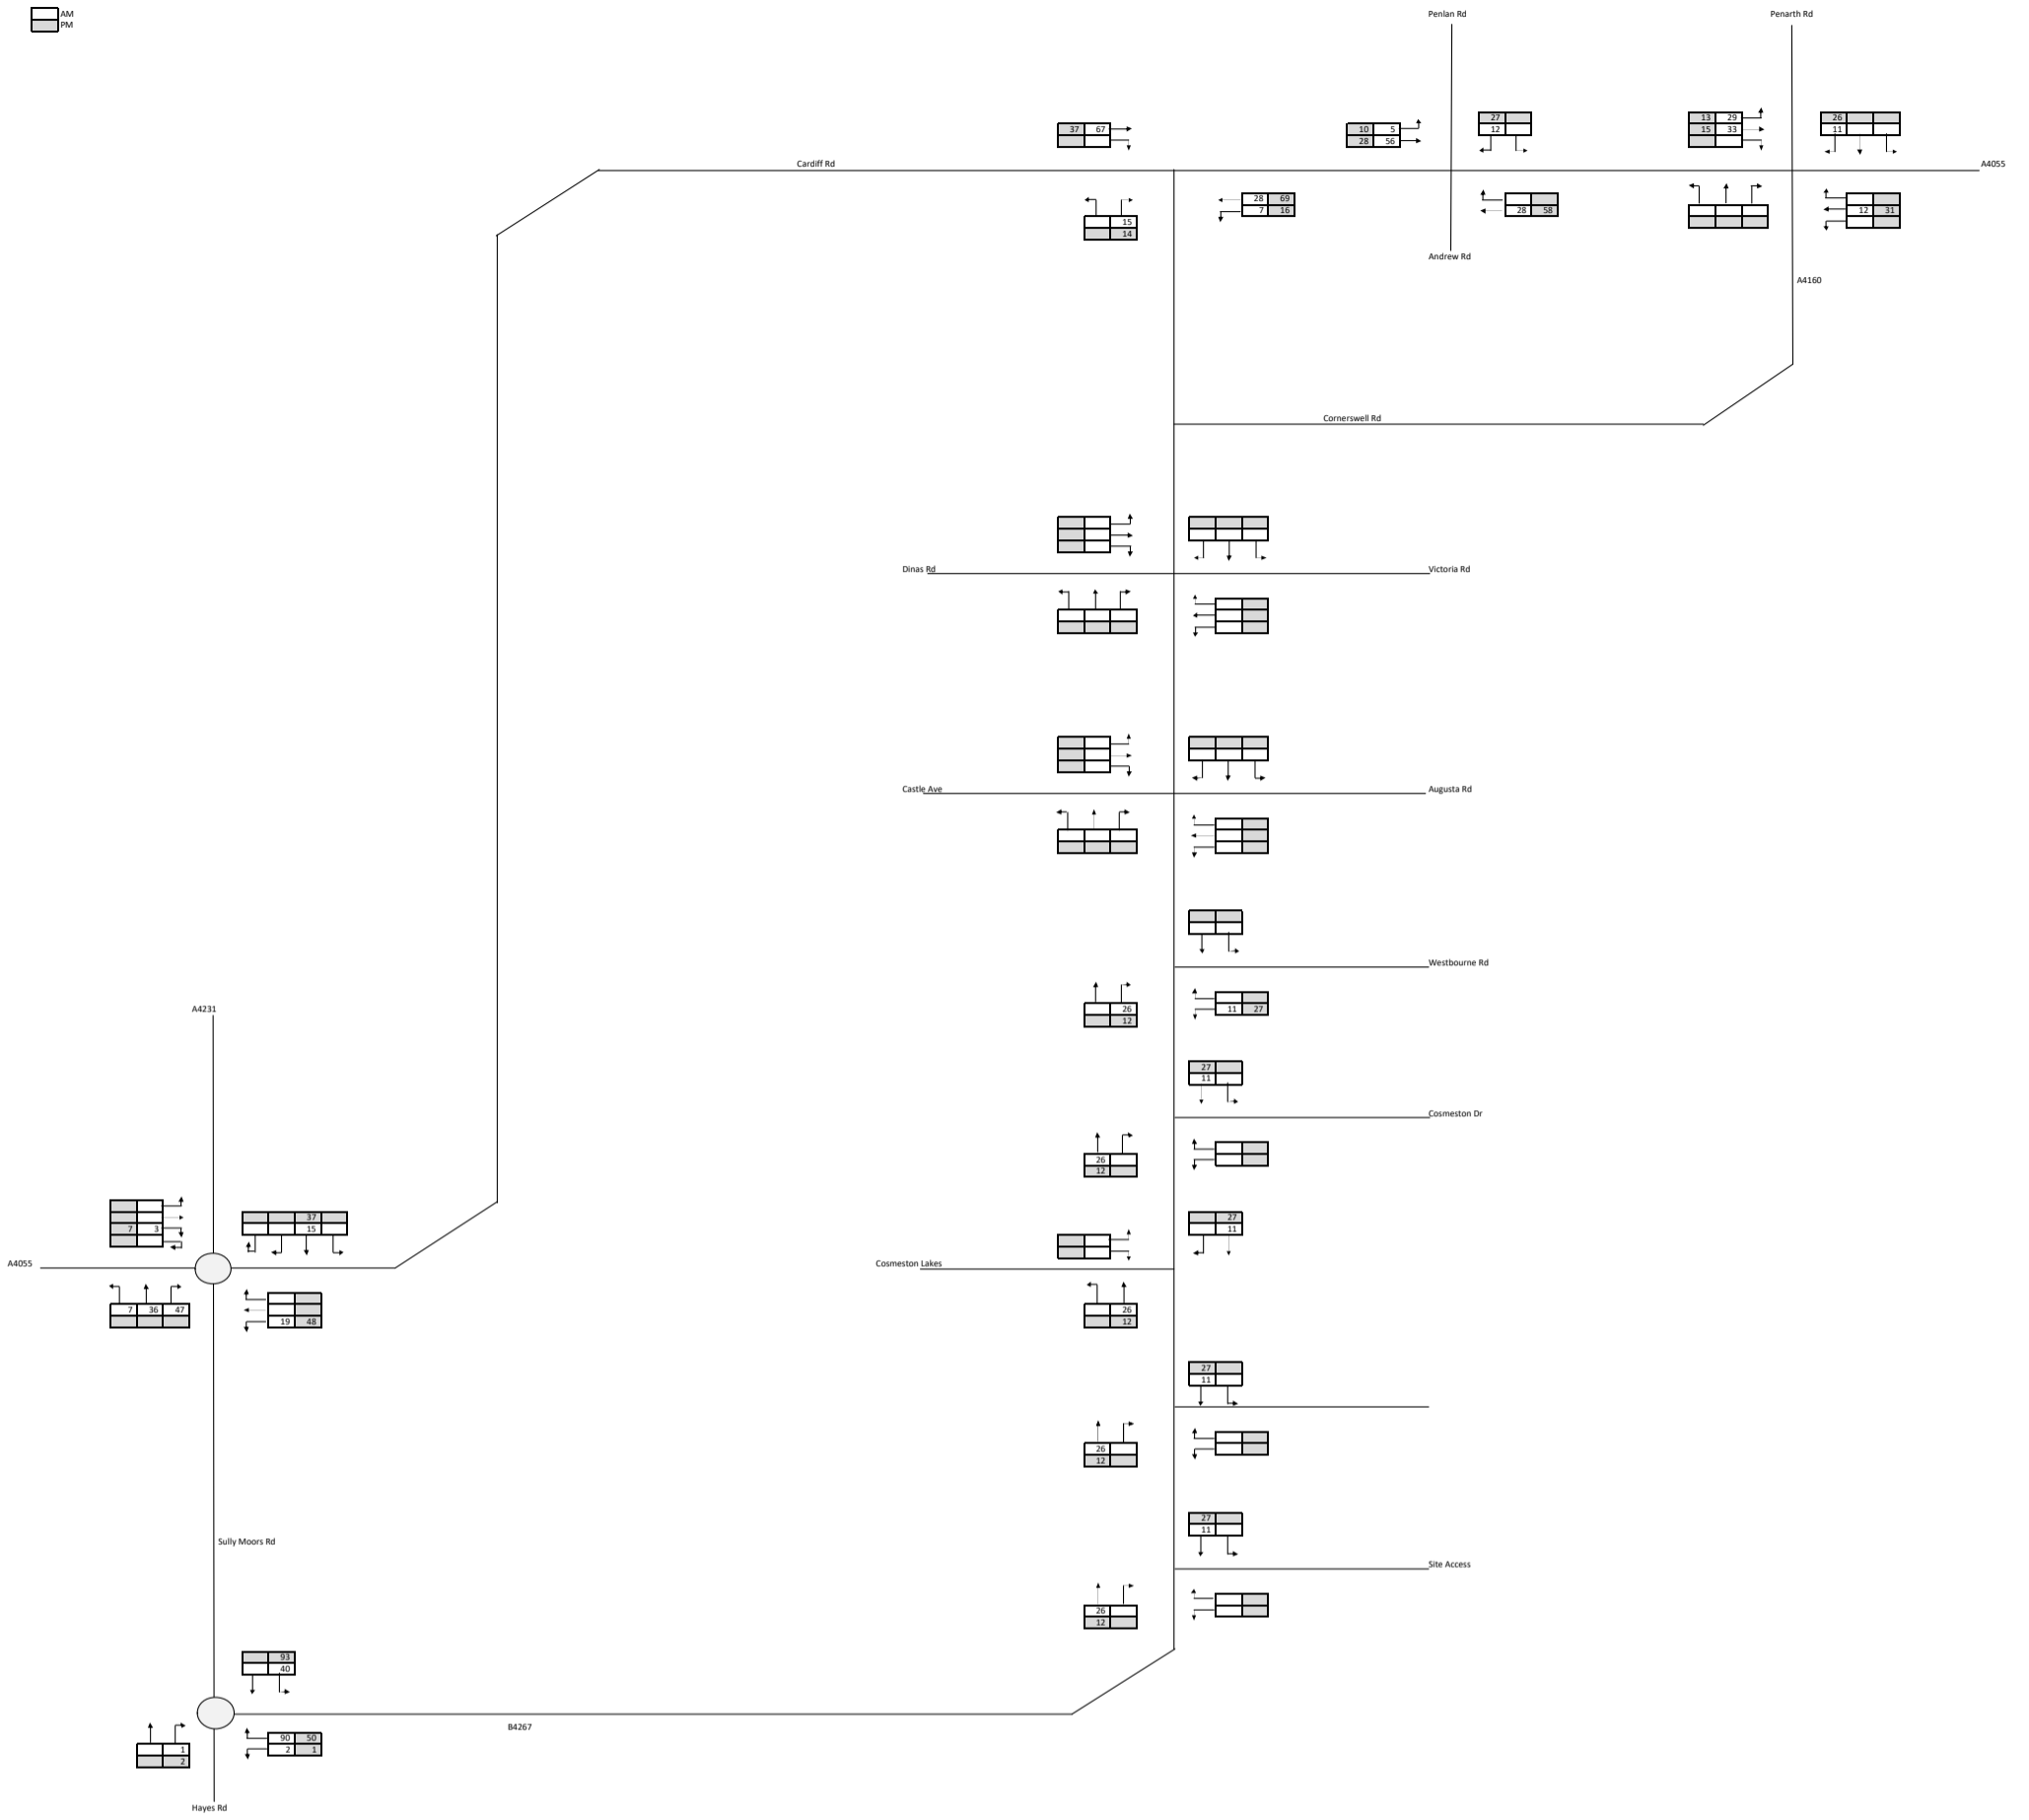 AM
PM
Penlan Rd
Penarth Rd
37 67
10 5
28 56
27
12
13 29
15 33
26
11
Cardiff Rd
A4055
15
14
28 69
7 16
28 58
12 31
Andrew Rd
A4160
Cornerswell Rd
Dinas Rd
Victoria Rd
Castle Ave
Augusta Rd
Westbourne Rd
26
12
11 27
A4231
27
11
Cosmeston Dr
26
12
7 3
37
15
27
11
A4055
Cosmeston Lakes
7 36 47
19 48
26
12
27
11
26
12
27
11
Sully Moors Rd
Site Access
26
12
93
40
B4267
1
2
90 50
2 1
Hayes Rd